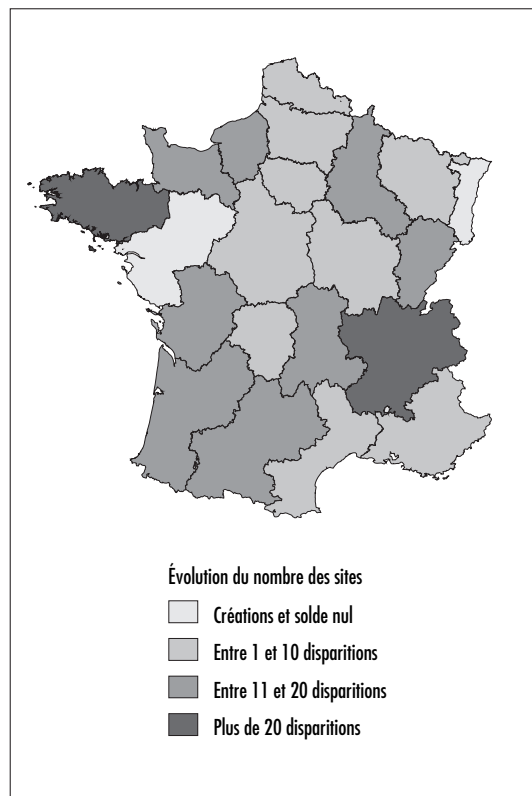 Évolution du nombre des sites
Créations et solde nul
Entre 1 et 10 disparitions
Entre 11 et 20 disparitions
Plus de 20 disparitions